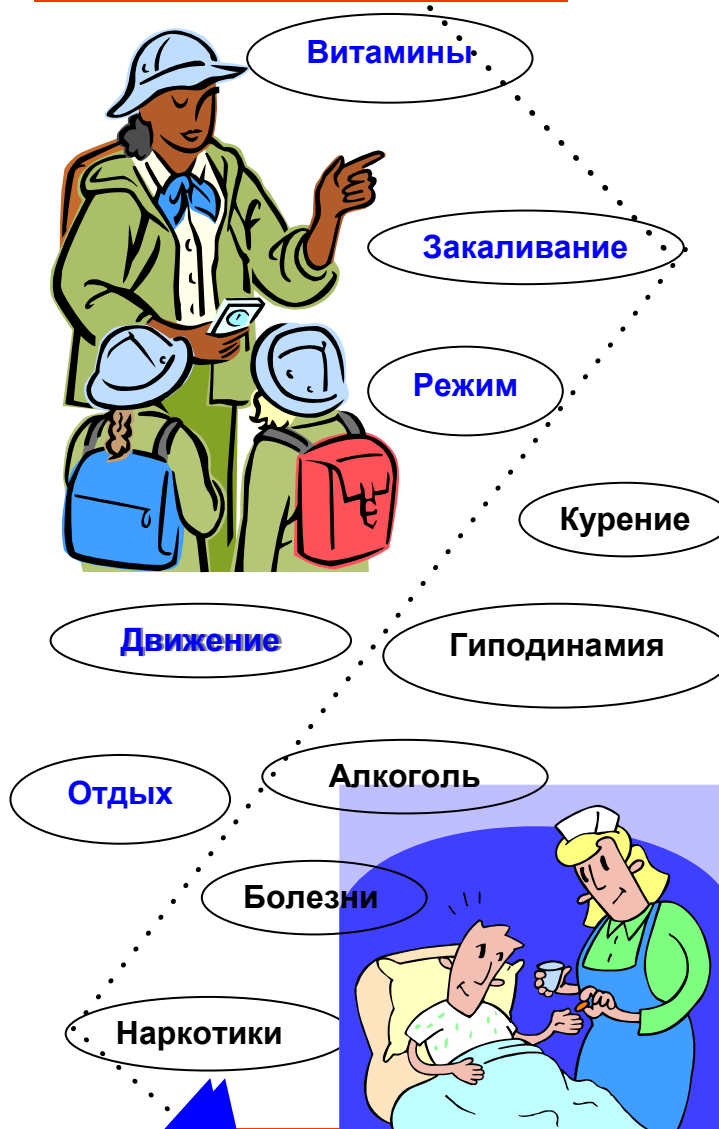 Витамины
Закаливание
Режим
Курение
Движение
Гиподинамия
Отдых
Алкоголь
Болезни
Наркотики